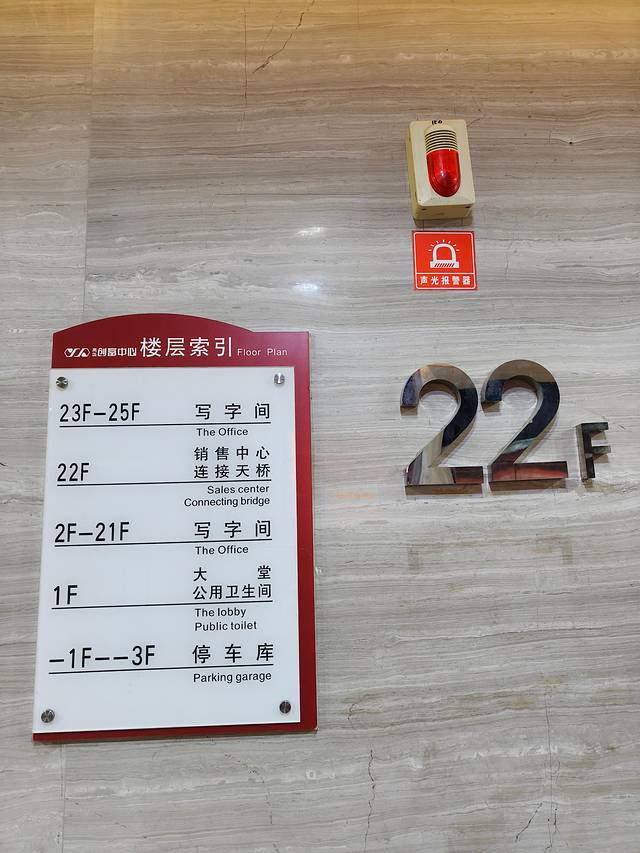 声光报警器
创富中心 楼层索引 Floor Plan
23F-25F 写字间
The Office
22F 销售中心
连接天桥
Sales center
Connecting bridge
2F-21F 写字间
The Office
1F 大堂
公用卫生间
The lobby
Public toilet
-1F--3F 停车库
Parking garage
22F